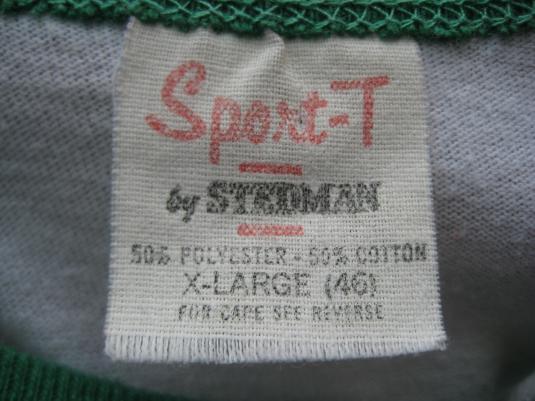 Sport-T
by STEDMAN
50% POLYESTER - 50% COTTON
X-LARGE (46)
FOR CARE SEE REVERSE